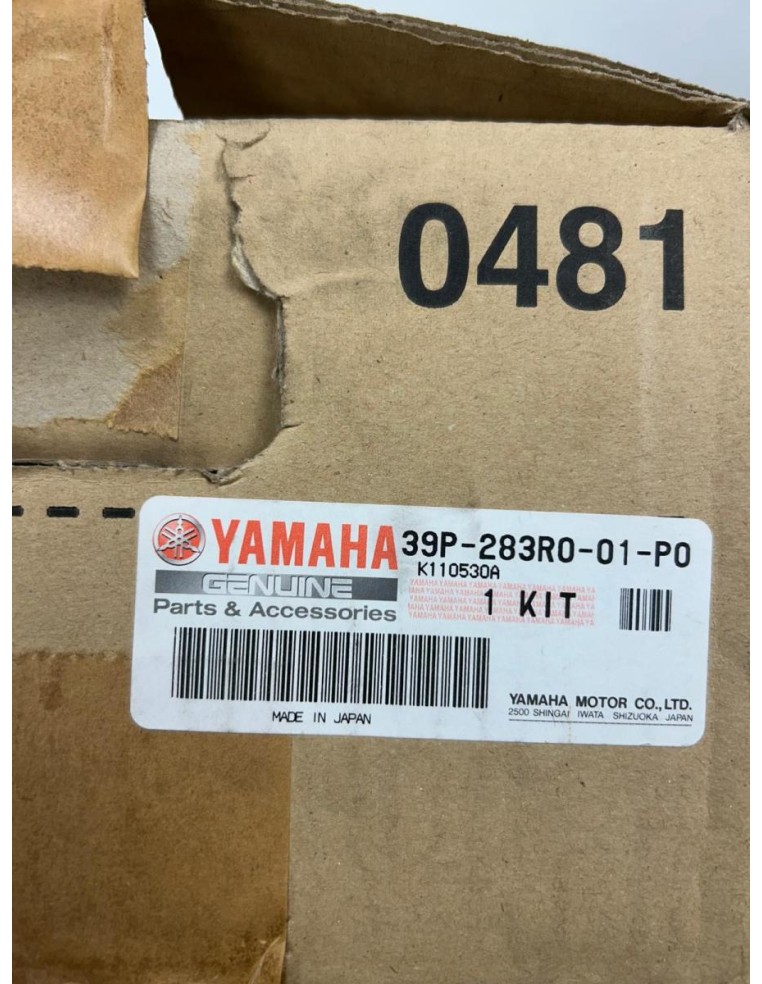 0481
YAMAHA 39P-283R0-01-P0
K110530A
GENUINE
1 KIT
Parts & Accessories
YAMAHA MOTOR CO.,LTD.
2500 SHINGAI IWATA SHIZUOKA JAPAN
MADE IN JAPAN